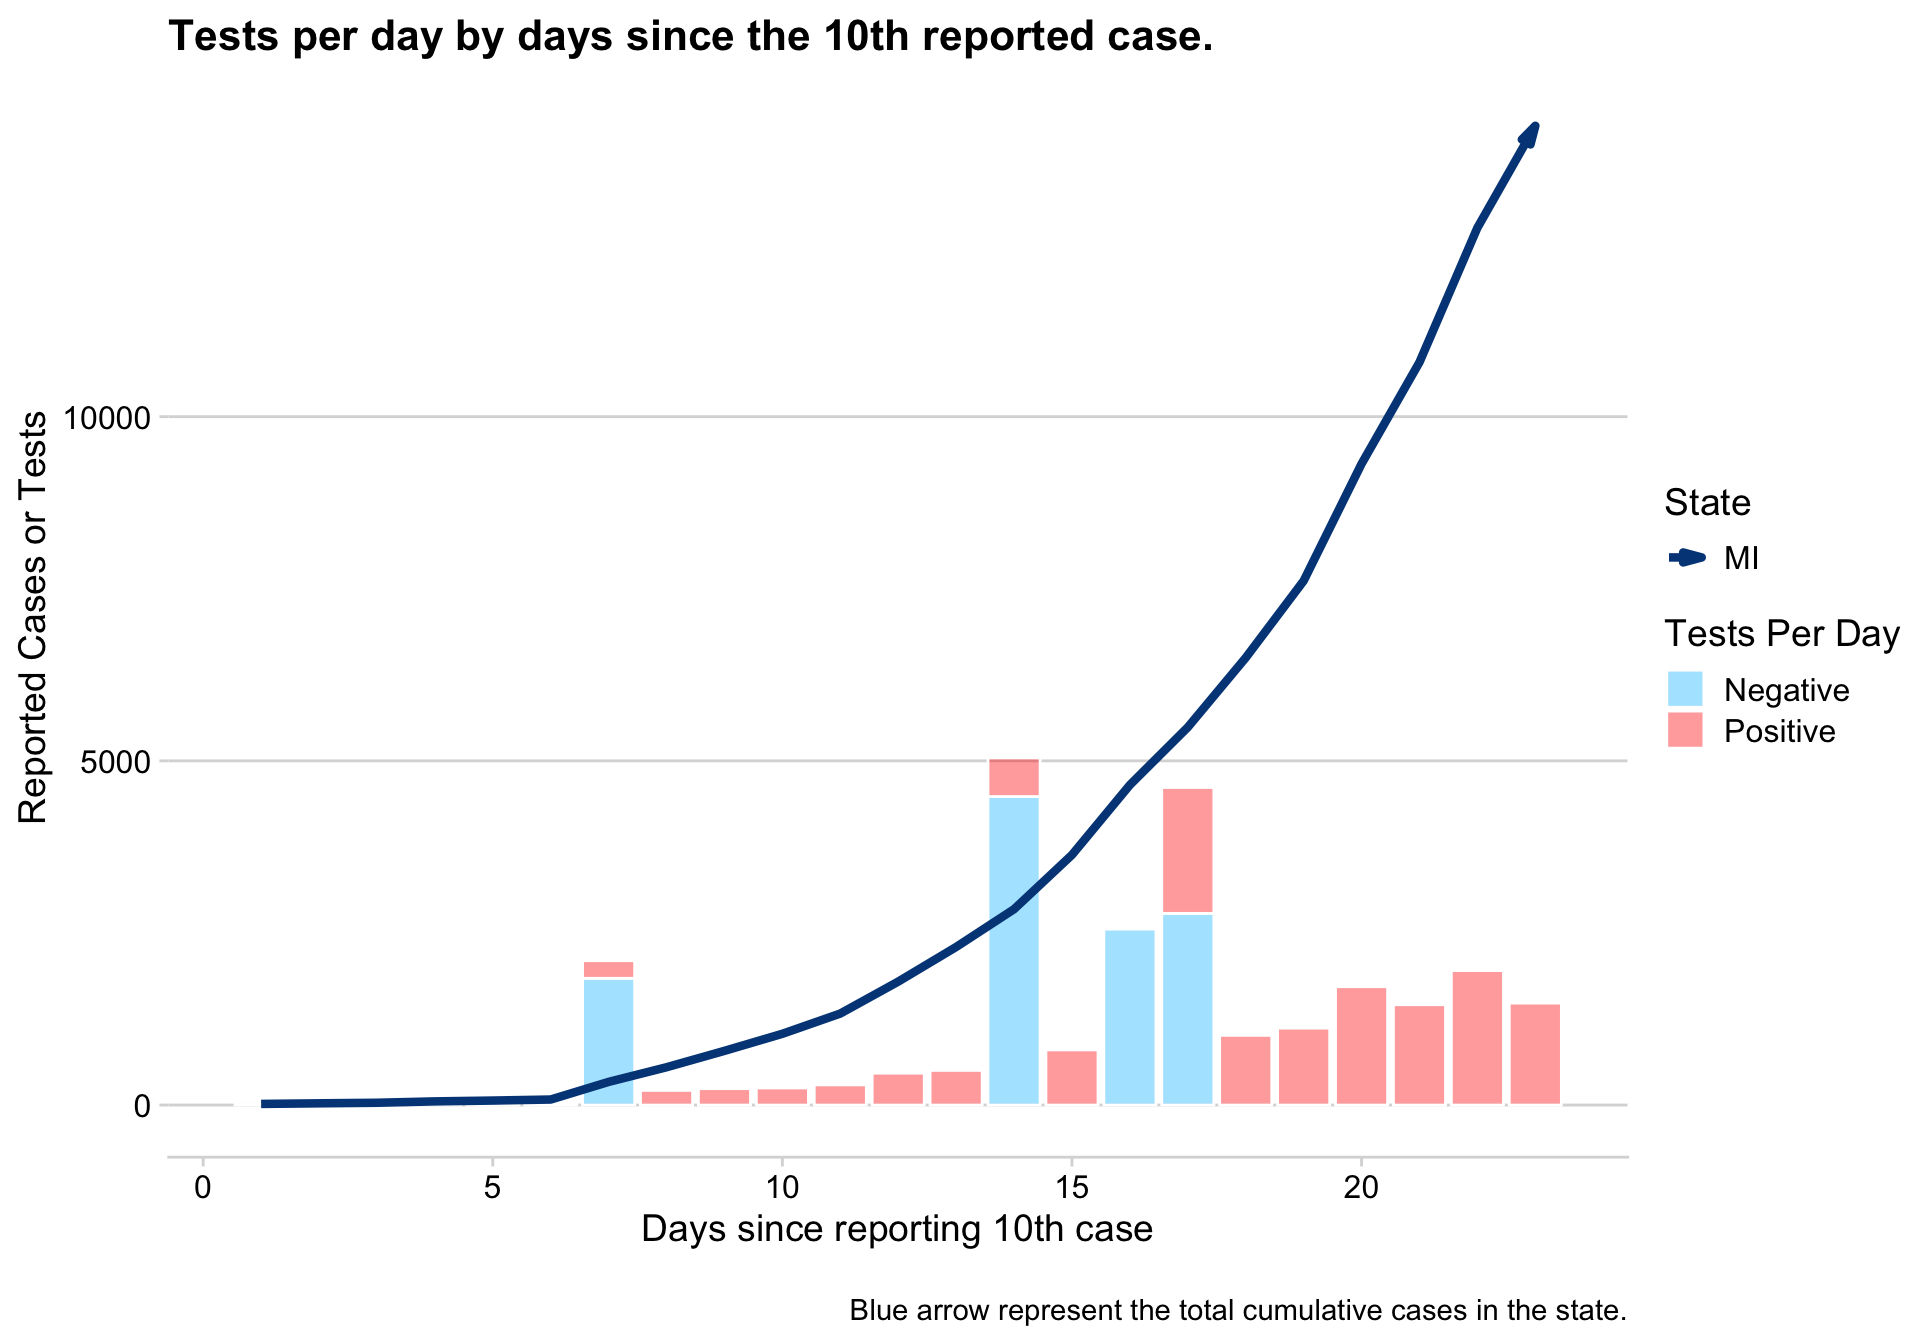 Tests per day by days since the 10th reported case.
Reported Cases or Tests
10000
5000
0
0 5 10 15 20
Days since reporting 10th case
State
MI
Tests Per Day
Negative
Positive
Blue arrow represent the total cumulative cases in the state.